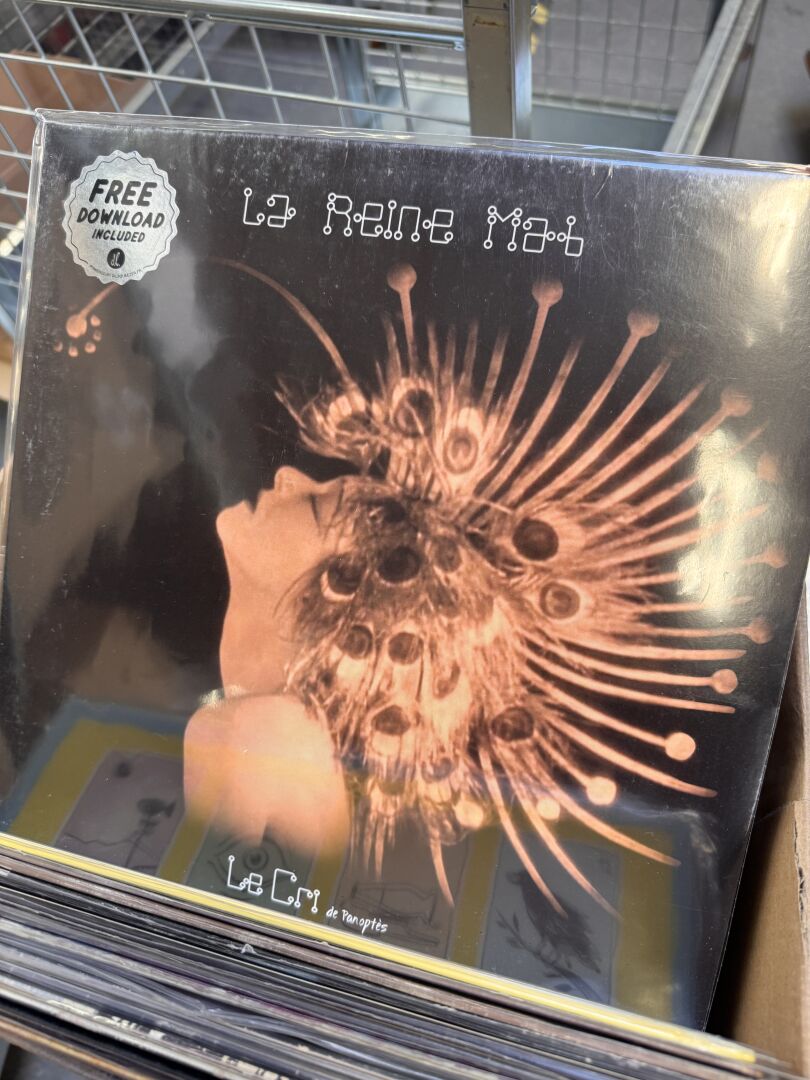 FREE
DOWNLOAD
INCLUDED
La Reine Mab
Le Cri de Panoptès